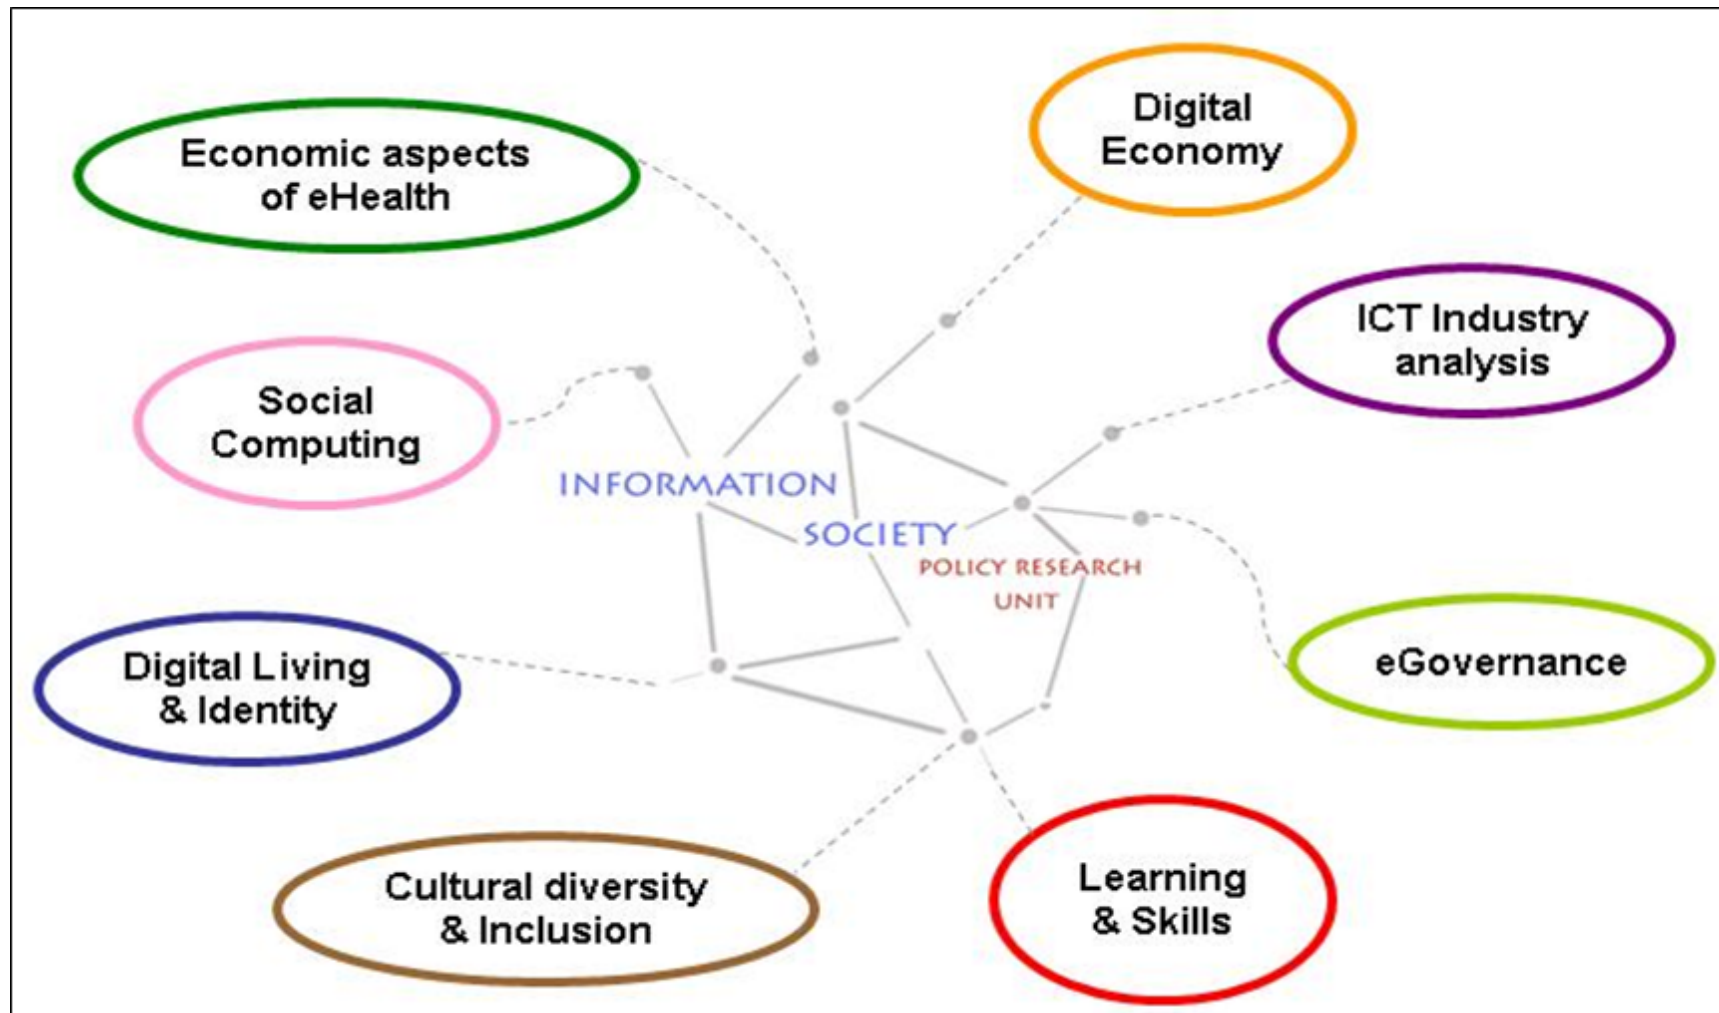 Economic aspects
of eHealth
Digital
Economy
ICT Industry
analysis
Social
Computing
INFORMATION
SOCIETY
POLICY RESEARCH
UNIT
Digital Living
& Identity
eGovernance
Cultural diversity
& Inclusion
Learning
& Skills